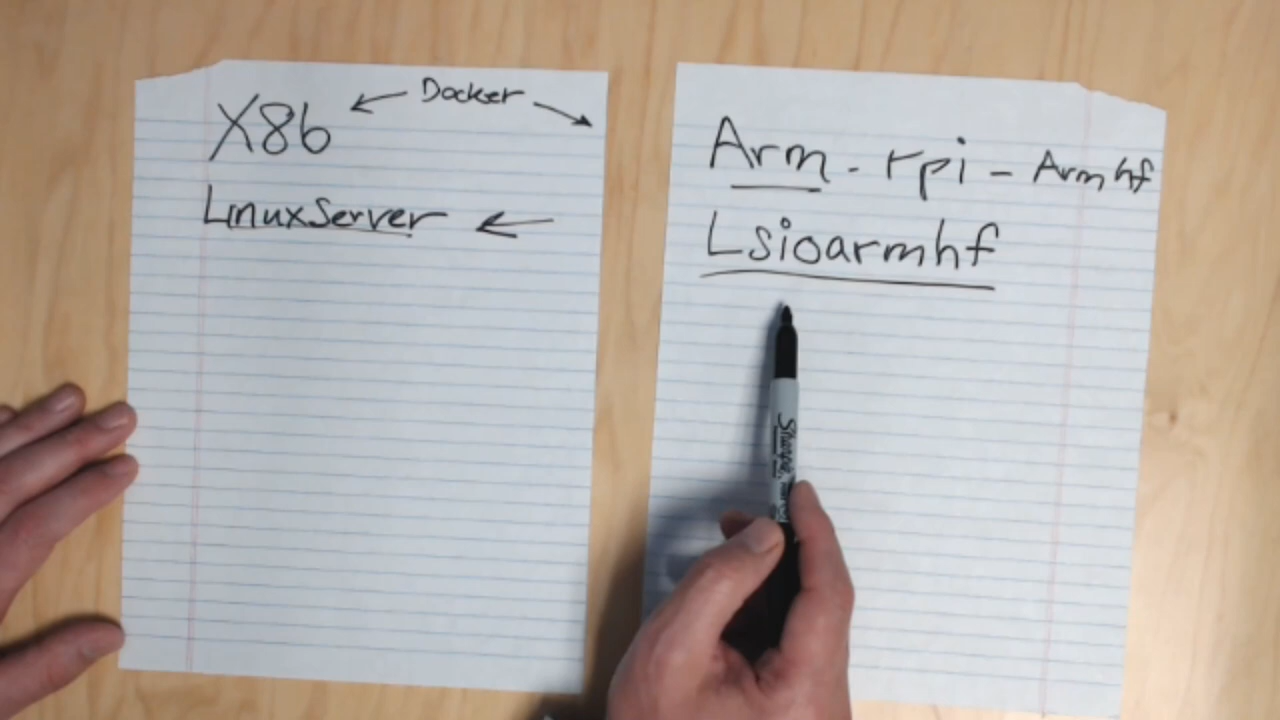 X86 ← Docker →
LinuxServer ←
Arm - rpi - Armhf
Lsioarmhf
Sharpie